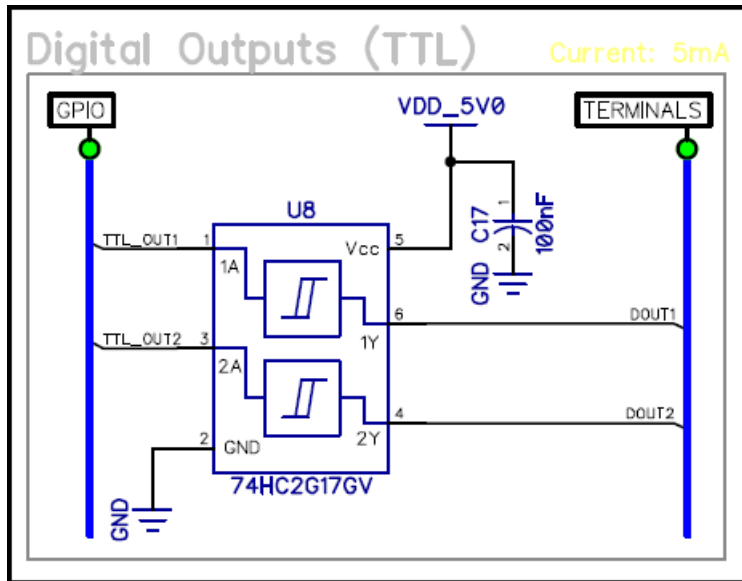 Digital Outputs (TTL)
Current: 5mA
GPIO
VDD_5V0
TERMINALS
U8
C17
1
2
100nF
GND
TTL_OUT1
1
1A
Vcc
5
6
1Y
DOUT1
TTL_OUT2
3
2A
4
2Y
DOUT2
2
GND
74HC2G17GV
GND